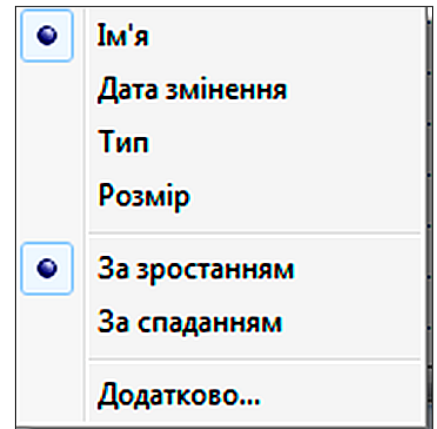 Ім'я
Дата змінення
Тип
Розмір
За зростанням
За спаданням
Додатково...